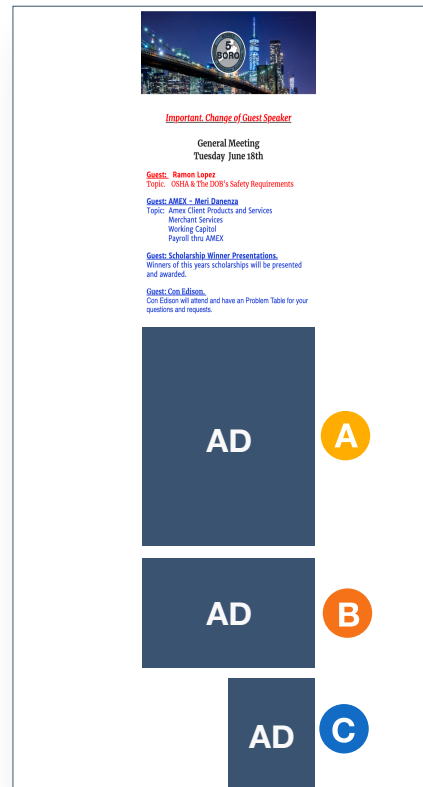 5
BORO
Important. Change of Guest Speaker
General Meeting
Tuesday June 18th
Guest: Ramon Lopez
Topic. OSHA & The DOB's Safety Requirements
Guest: AMEX - Meri Danenza
Topic: Amex Client Products and Services
Merchant Services
Working Capitol
Payroll thru AMEX
Guest: Scholarship Winner Presentations.
Winners of this years scholarships will be presented
and awarded.
Guest: Con Edison.
Con Edison will attend and have an Problem Table for your
questions and requests.
AD
A
AD
B
AD
C